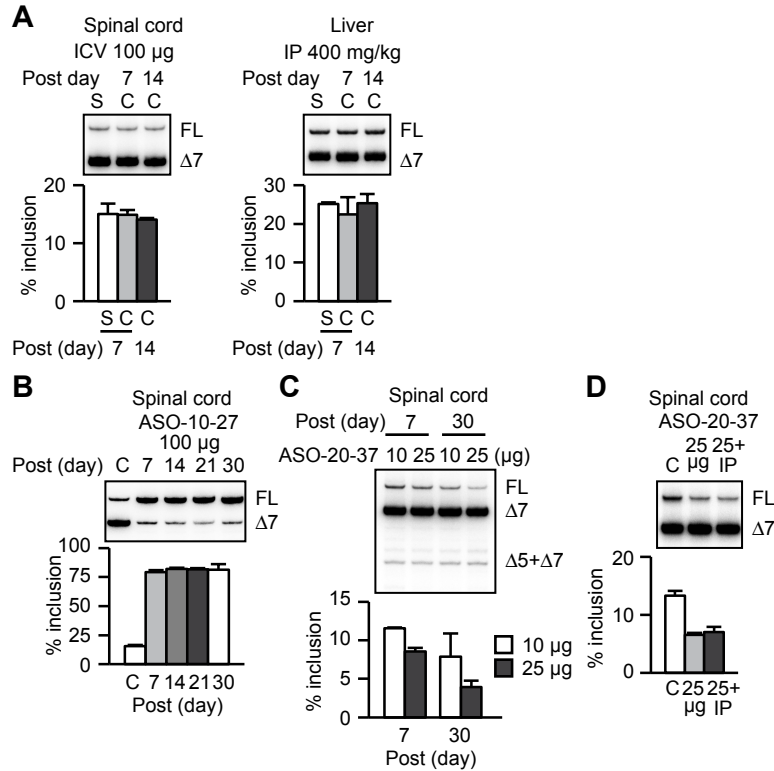 A
Spinal cord
ICV 100 µg
Post day 7 14
S C C
FL
Δ7
20
10
0
% inclusion
S C C
Post (day) 7 14
Liver
IP 400 mg/kg
Post day 7 14
S C C
FL
Δ7
30
20
10
0
% inclusion
S C C
Post (day) 7 14
B
Spinal cord
ASO-10-27
100 µg
Post (day) C 7 14 21 30
FL
Δ7
100
75
50
25
0
% inclusion
C 7 14 21 30
Post (day)
C
Spinal cord
Post (day) 7 30
ASO-20-37 10 25 10 25 (µg)
FL
Δ7
Δ5+Δ7
15
10
5
0
% inclusion
7 30
Post (day)
10 µg
25 µg
D
Spinal cord
ASO-20-37
C 25 µg 25+ IP
FL
Δ7
20
10
0
% inclusion
C 25 µg 25+ IP